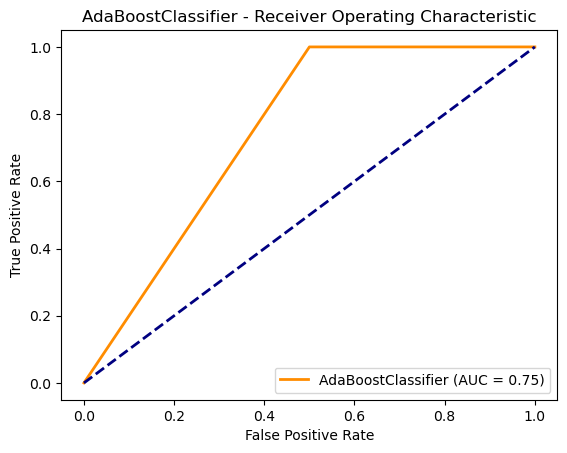 AdaBoostClassifier - Receiver Operating Characteristic
1.0
0.8
0.6
0.4
0.2
0.0
True Positive Rate
AdaBoostClassifier (AUC = 0.75)
0.0 0.2 0.4 0.6 0.8 1.0
False Positive Rate